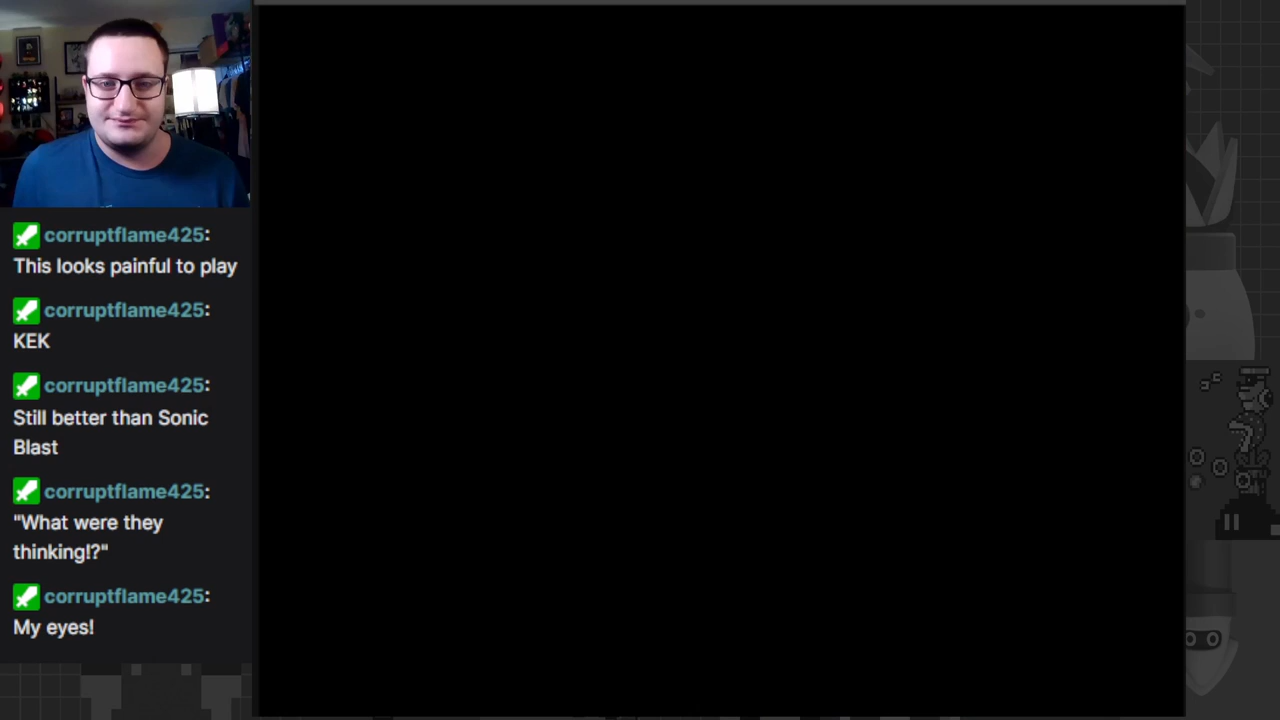 corruptflame425:
This looks painful to play
corruptflame425:
KEK
corruptflame425:
Still better than Sonic
Blast
corruptflame425:
"What were they
thinking!?"
corruptflame425:
My eyes!